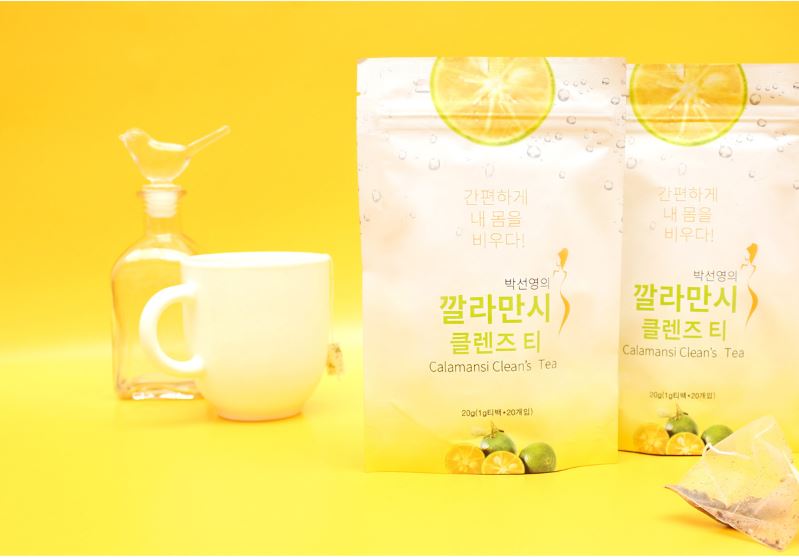 간편하게
내 몸을
비우다!
박선영의
깔라만시
클렌즈 티
Calamansi Clean's Tea
20g(1g티백*20개입)
간편하게
내 몸을
비우다!
박선영의
깔라만시
클렌즈 티
Calamansi Clean's Tea
20g(1g티백*20개입)